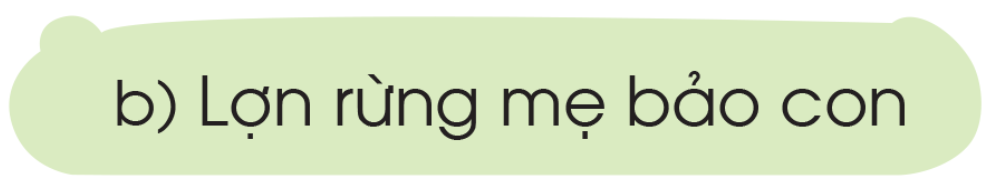 b) Lợn rừng mẹ bảo con